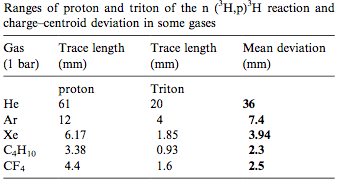 Ranges of proton and triton of the n (³H,p)³H reaction and
charge–centroid deviation in some gases
Gas Trace length Trace length Mean deviation
(1 bar) (mm) (mm) (mm)
proton Triton
He 61 20 36
Ar 12 4 7.4
Xe 6.17 1.85 3.94
C₄H₁₀ 3.38 0.93 2.3
CF₄ 4.4 1.6 2.5